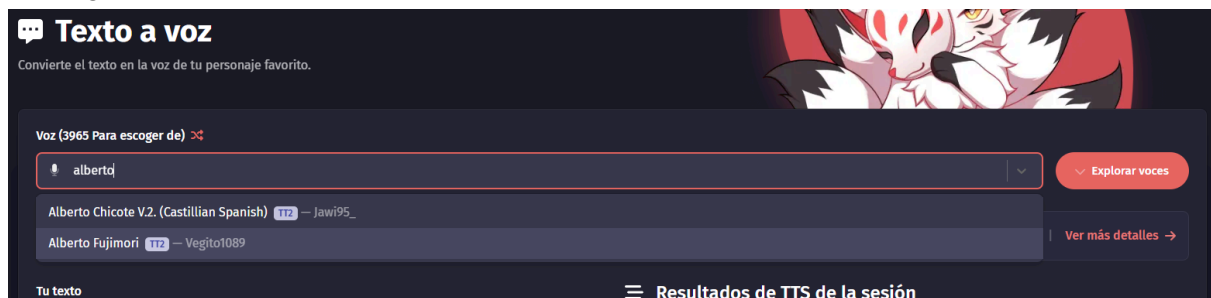 Texto a voz
Convierte el texto en la voz de tu personaje favorito.
Voz (3965 Para escoger de)
alberto
Explorar voces
Alberto Chicote V.2. (Castillian Spanish) TT2 — Jawi95_
Alberto Fujimori TT2 — Vegito1089
Ver más detalles →
Tu texto
Resultados de TTS de la sesión